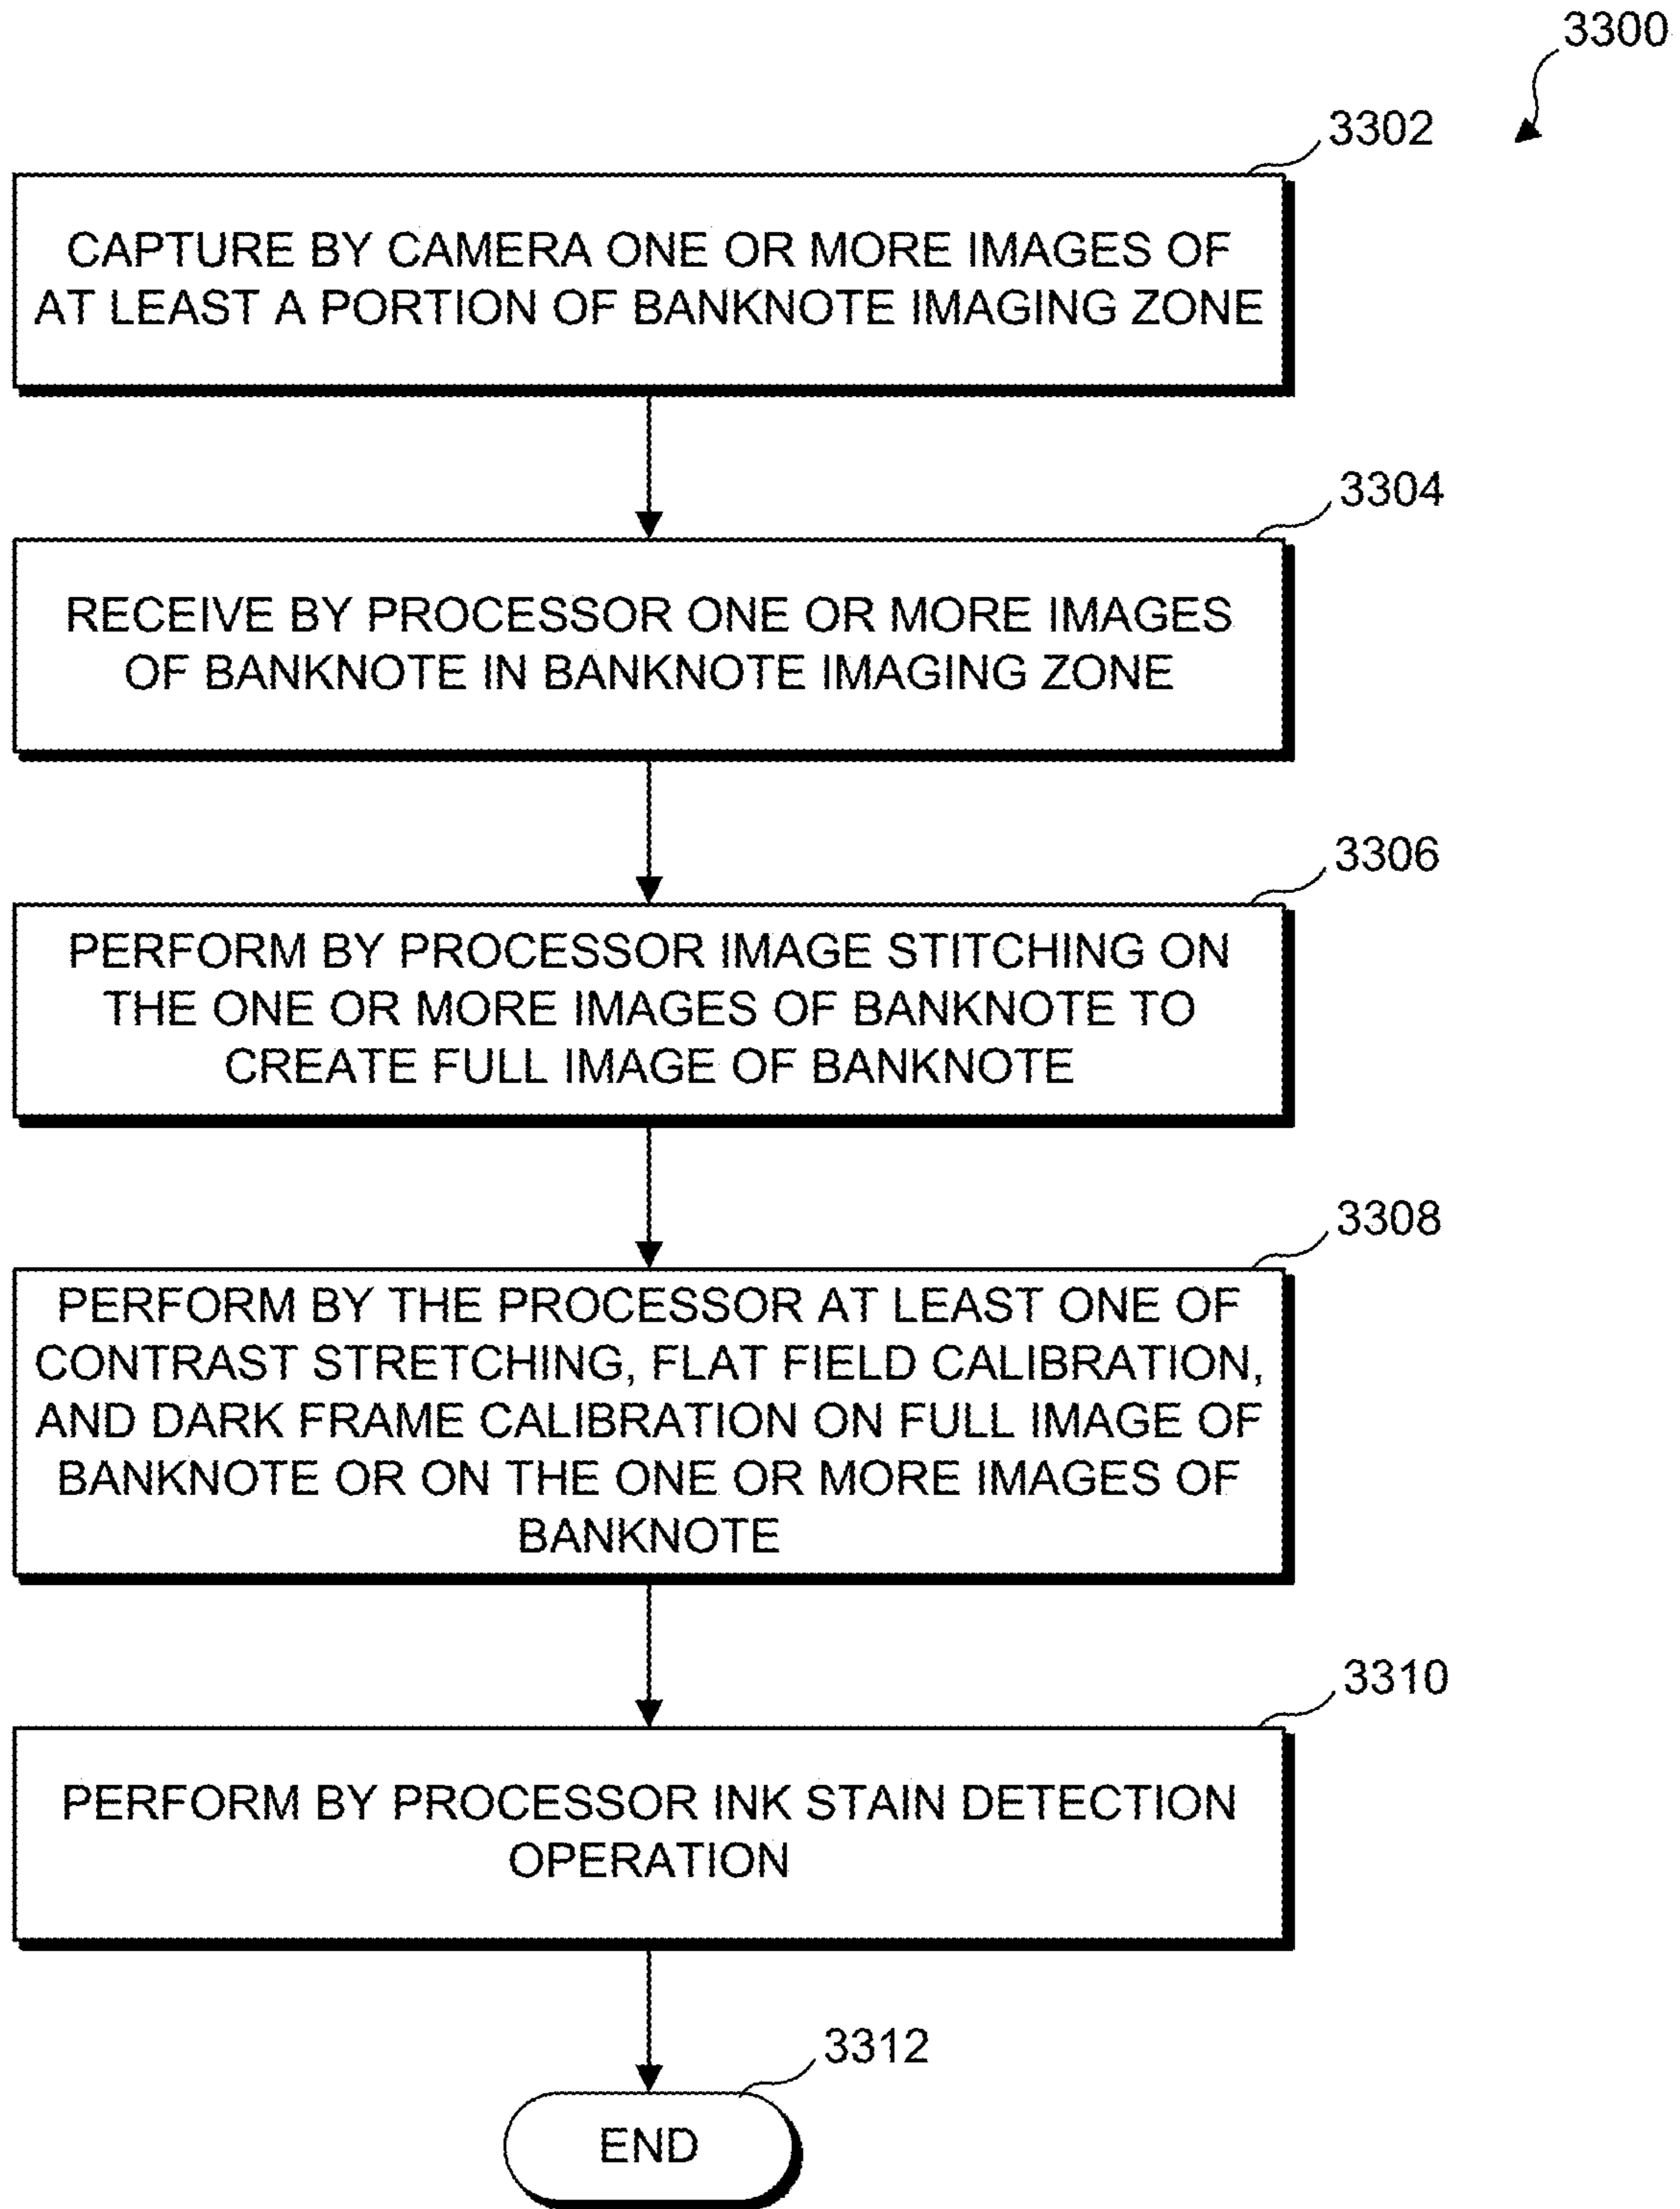 3300
3302
CAPTURE BY CAMERA ONE OR MORE IMAGES OF
AT LEAST A PORTION OF BANKNOTE IMAGING ZONE
3304
RECEIVE BY PROCESSOR ONE OR MORE IMAGES
OF BANKNOTE IN BANKNOTE IMAGING ZONE
3306
PERFORM BY PROCESSOR IMAGE STITCHING ON
THE ONE OR MORE IMAGES OF BANKNOTE TO
CREATE FULL IMAGE OF BANKNOTE
3308
PERFORM BY THE PROCESSOR AT LEAST ONE OF
CONTRAST STRETCHING, FLAT FIELD CALIBRATION,
AND DARK FRAME CALIBRATION ON FULL IMAGE OF
BANKNOTE OR ON THE ONE OR MORE IMAGES OF
BANKNOTE
3310
PERFORM BY PROCESSOR INK STAIN DETECTION
OPERATION
3312
END